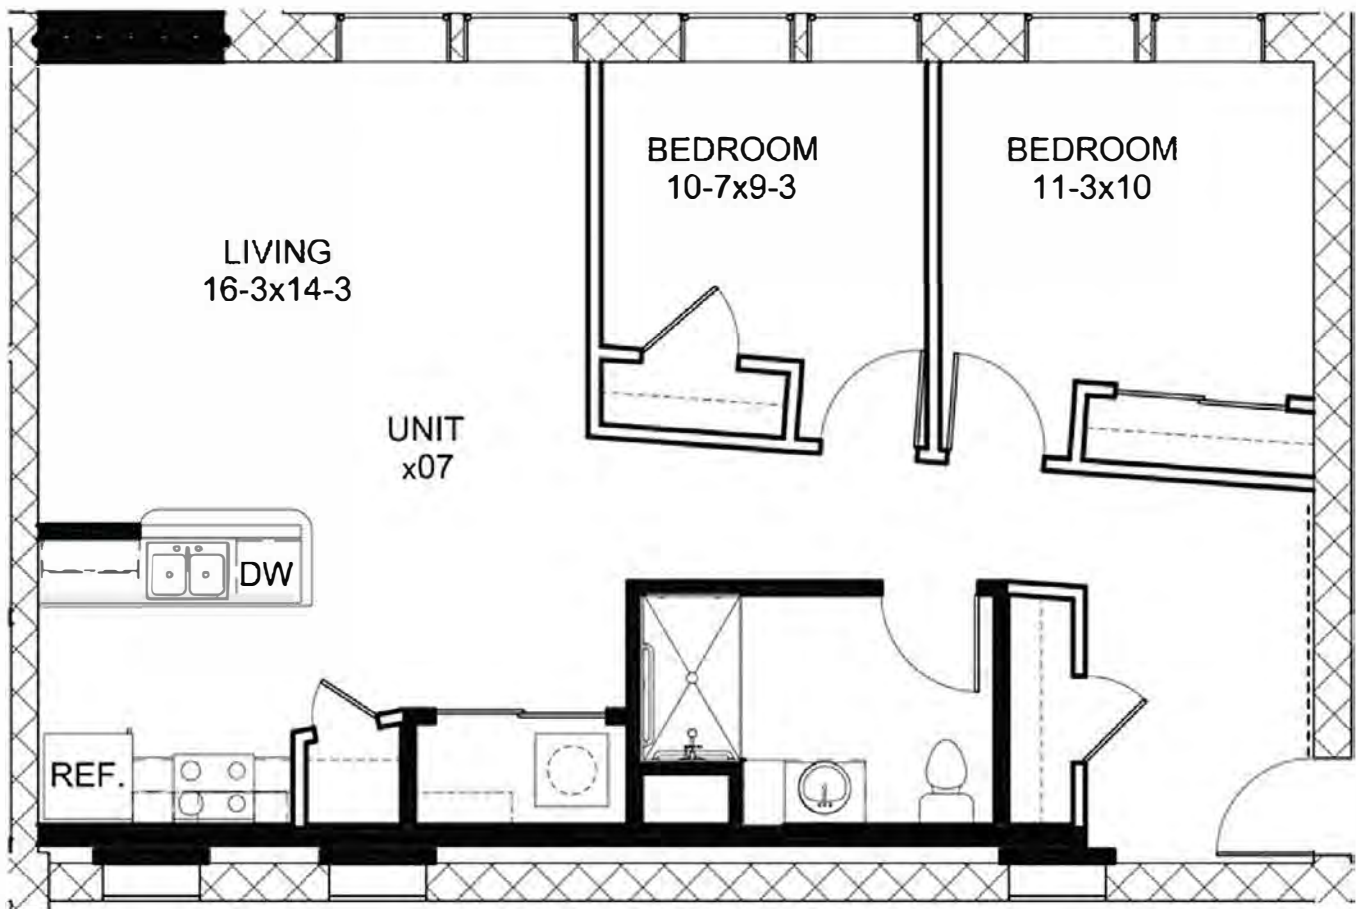 BEDROOM
10-7x9-3
BEDROOM
11-3x10
LIVING
16-3x14-3
UNIT
x07
DW
REF.